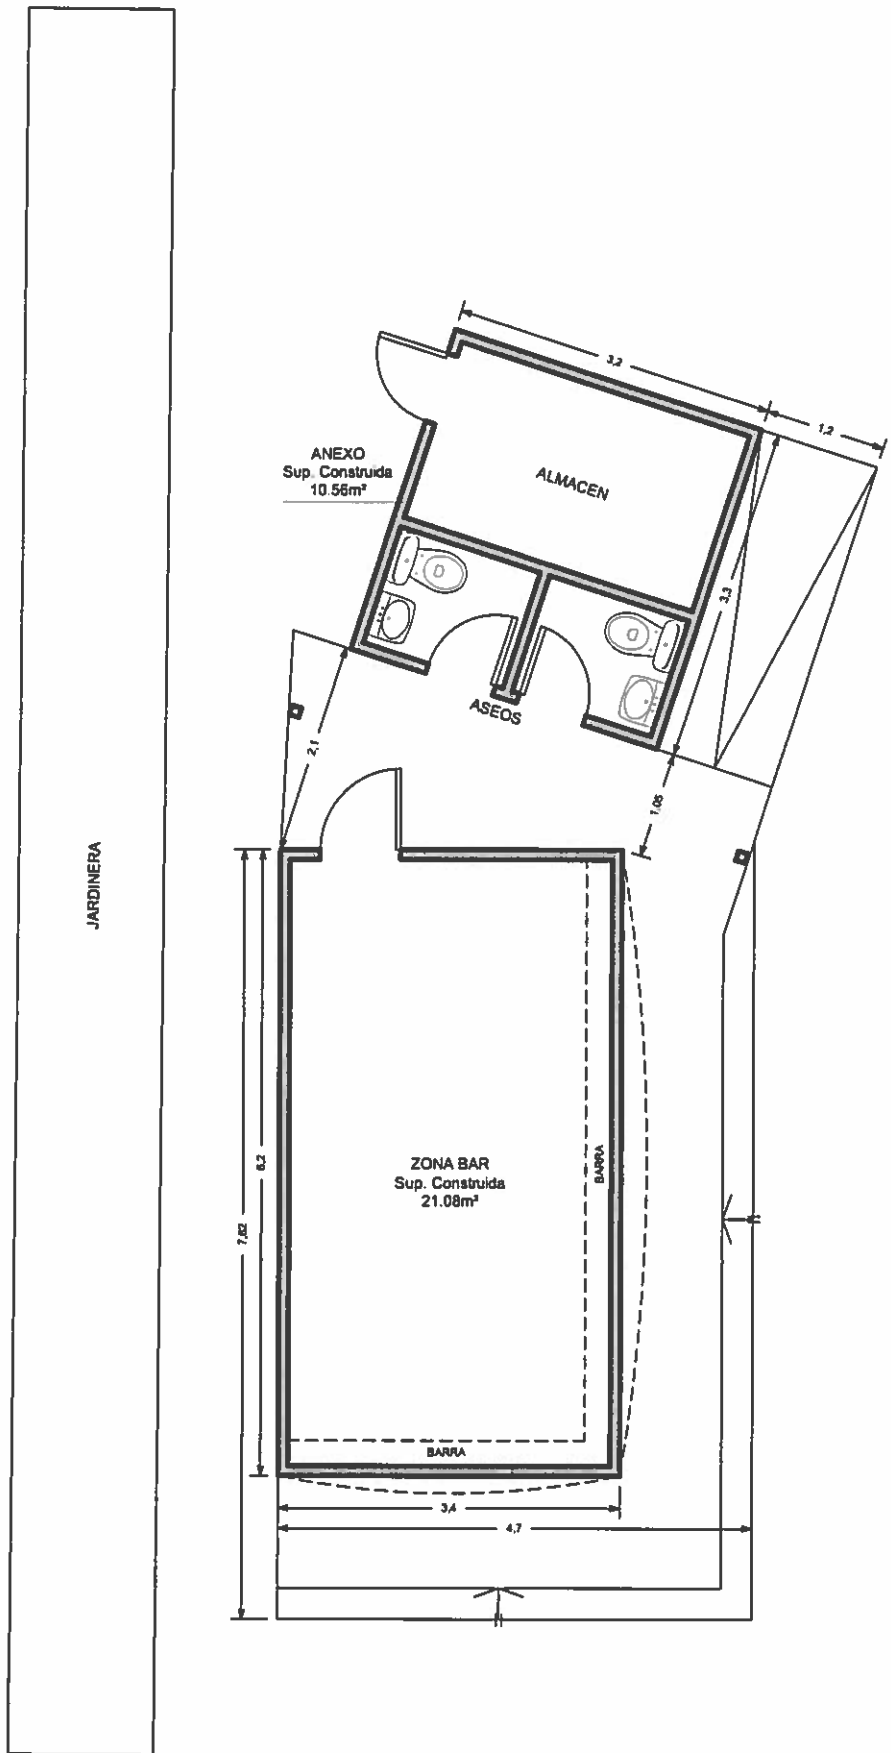 3,2
1,2
ANEXO
Sup. Construida
10.56m²
ALMACEN
3,3
ASEOS
2,1
1,05
JARDINERA
7,62
6,2
ZONA BAR
Sup. Construida
21.08m²
BARRA
BARRA
3,4
4,7